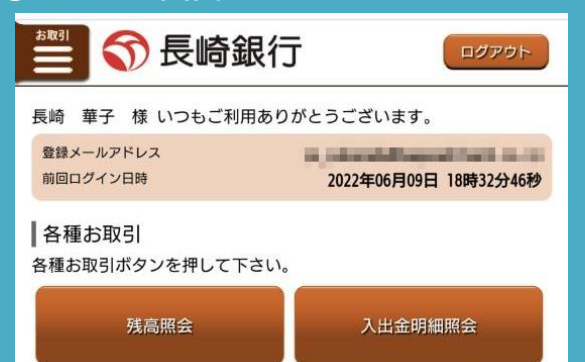 お取引
長崎銀行
ログアウト
長崎 華子 様 いつもご利用ありがとうございます。
登録メールアドレス
前回ログイン日時 2022年06月09日 18時32分46秒
各種お取引
各種お取引ボタンを押して下さい。
残高照会 入出金明細照会